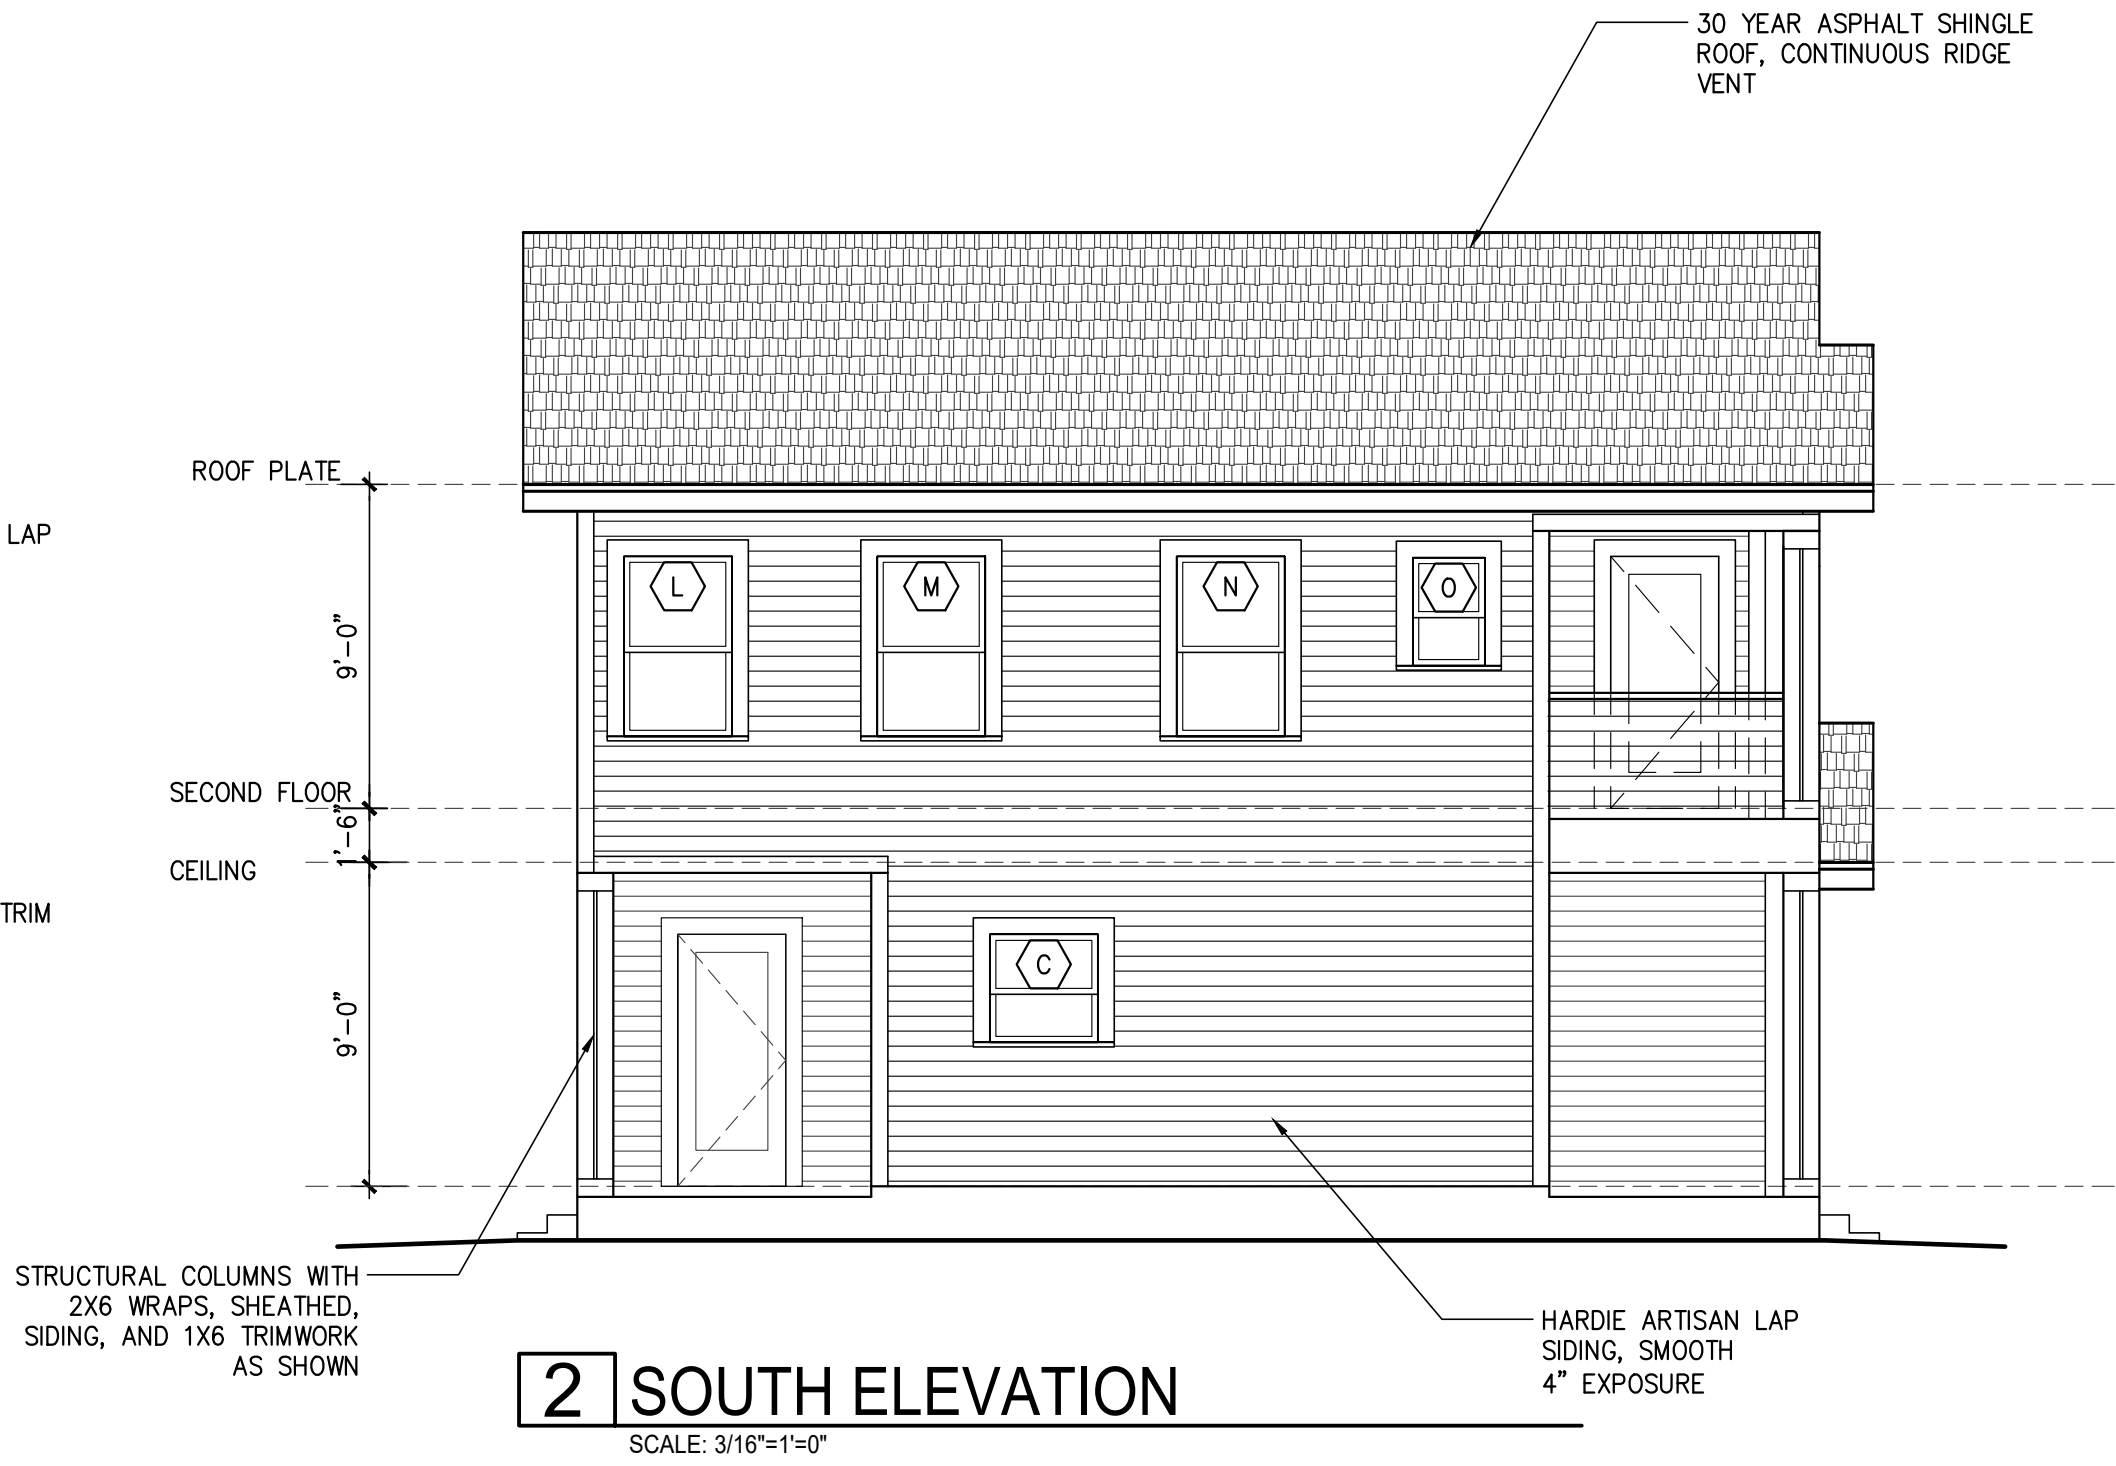 30 YEAR ASPHALT SHINGLE
ROOF, CONTINUOUS RIDGE
VENT
ROOF PLATE
LAP
L
M
N
O
9'-0"
SECOND FLOOR
1'-6"
CEILING
TRIM
C
9'-0"
STRUCTURAL COLUMNS WITH
2X6 WRAPS, SHEATHED,
SIDING, AND 1X6 TRIMWORK
AS SHOWN
HARDIE ARTISAN LAP
SIDING, SMOOTH
4" EXPOSURE
2 SOUTH ELEVATION
SCALE: 3/16"=1'=0"